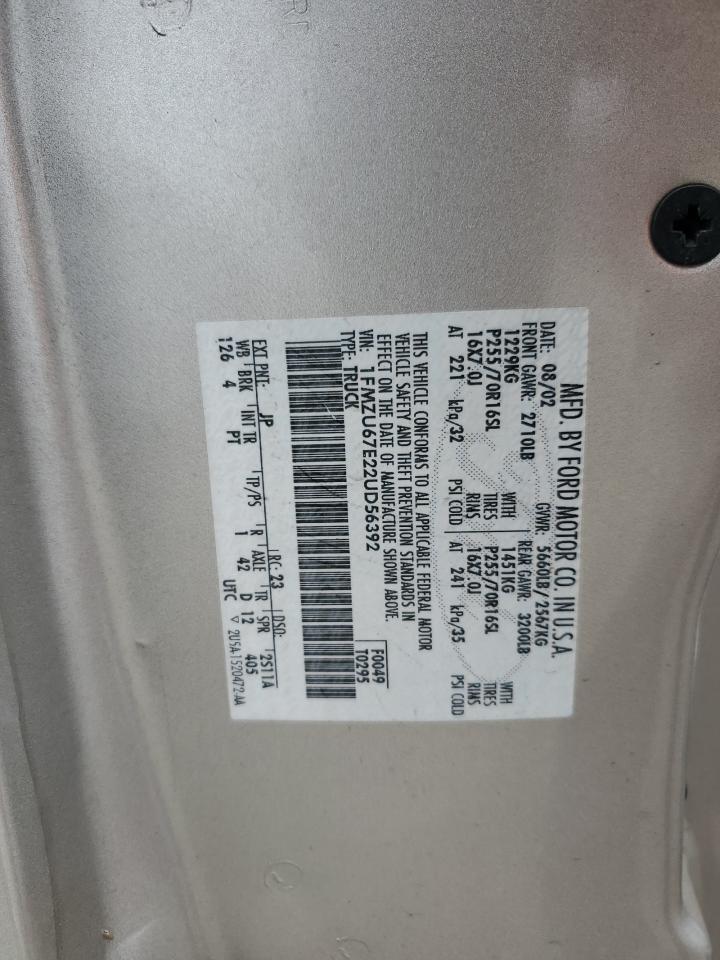 MFD. BY FORD MOTOR CO. IN U.S.A.
DATE: 08/02 GVWR: 5660LB/ 2567KG
FRONT GAWR: 2710LB REAR GAWR: 3200LB
1229KG WITH 1451KG WITH
P255/70R16SL TIRES P255/70R16SL TIRES
16X7.0J RIMS 16X7.0J RIMS
AT 221 kPa/32 PSI COLD AT 241 kPa/35 PSI COLD
THIS VEHICLE CONFORMS TO ALL APPLICABLE FEDERAL MOTOR
VEHICLE SAFETY AND THEFT PREVENTION STANDARDS IN
EFFECT ON THE DATE OF MANUFACTURE SHOWN ABOVE.
VIN: 1FMZU67E22UD56392 F0049
TYPE: TRUCK T0295
EXT PNT: JP RC: 23 DSO:
WB BRK INT TR TP/PS R AXLE TR SPR 2S11A
126 4 PT 1 42 D 12 405
UTC ▽ 2U5A-1520472-AA